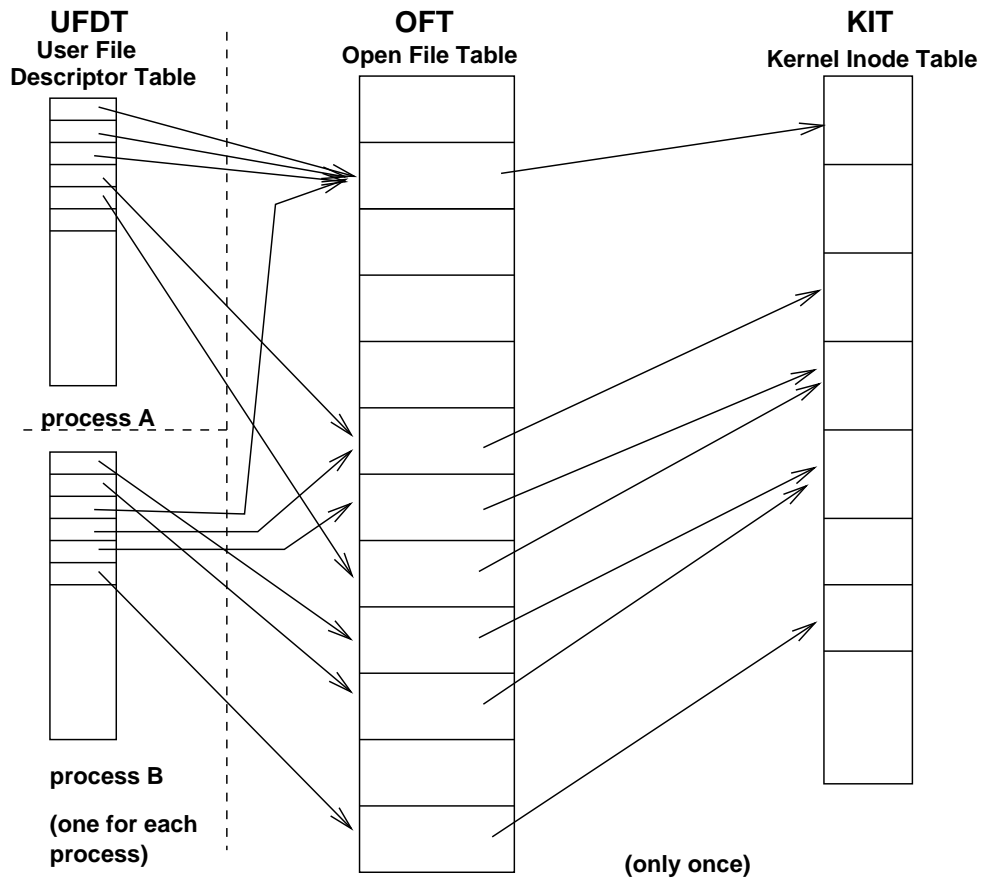 UFDT
User File
Descriptor Table
OFT
Open File Table
KIT
Kernel Inode Table
process A
process B
(one for each
process)
(only once)